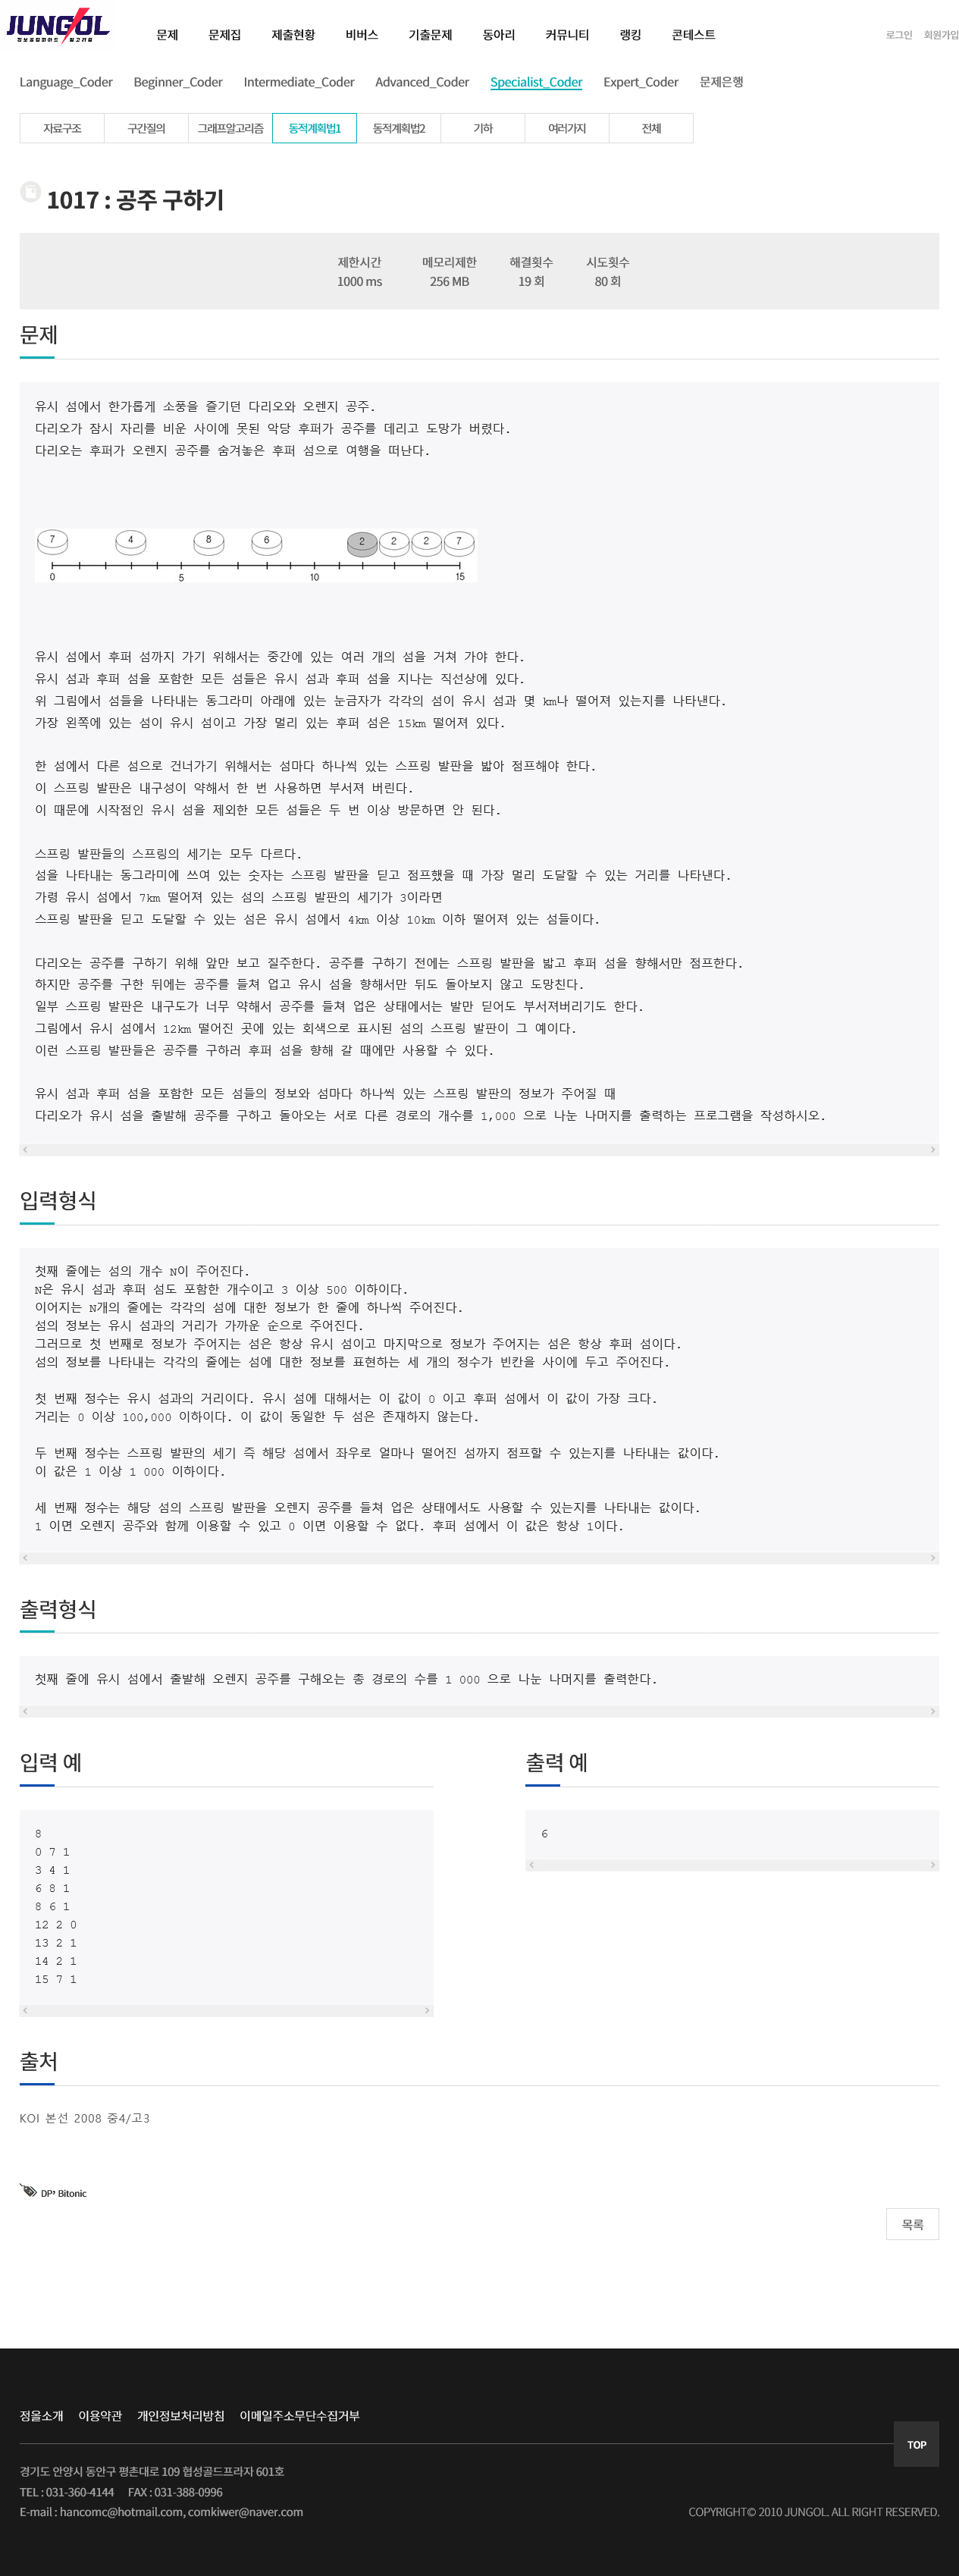 JUNGOL
정보올림피아드 알고리즘
문제 문제집 제출현황 비버스 기출문제 동아리 커뮤니티 랭킹 콘테스트 로그인 회원가입
Language_Coder Beginner_Coder Intermediate_Coder Advanced_Coder Specialist_Coder Expert_Coder 문제은행
자료구조 구간질의 그래프알고리즘 동적계획법1 동적계획법2 기하 여러가지 전체
1017 : 공주 구하기
제한시간 메모리제한 해결횟수 시도횟수
1000 ms 256 MB 19 회 80 회
문제
유시 섬에서 한가롭게 소풍을 즐기던 다리오와 오렌지 공주.
다리오가 잠시 자리를 비운 사이에 못된 악당 후퍼가 공주를 데리고 도망가 버렸다.
다리오는 후퍼가 오렌지 공주를 숨겨놓은 후퍼 섬으로 여행을 떠난다.
7 4 8 6 2 2 2 7
0 5 10 15
유시 섬에서 후퍼 섬까지 가기 위해서는 중간에 있는 여러 개의 섬을 거쳐 가야 한다.
유시 섬과 후퍼 섬을 포함한 모든 섬들은 유시 섬과 후퍼 섬을 지나는 직선상에 있다.
위 그림에서 섬들을 나타내는 동그라미 아래에 있는 눈금자가 각각의 섬이 유시 섬과 몇 km나 떨어져 있는지를 나타낸다.
가장 왼쪽에 있는 섬이 유시 섬이고 가장 멀리 있는 후퍼 섬은 15km 떨어져 있다.
한 섬에서 다른 섬으로 건너가기 위해서는 섬마다 하나씩 있는 스프링 발판을 밟아 점프해야 한다.
이 스프링 발판은 내구성이 약해서 한 번 사용하면 부서져 버린다.
이 때문에 시작점인 유시 섬을 제외한 모든 섬들은 두 번 이상 방문하면 안 된다.
스프링 발판들의 스프링의 세기는 모두 다르다.
섬을 나타내는 동그라미에 쓰여 있는 숫자는 스프링 발판을 딛고 점프했을 때 가장 멀리 도달할 수 있는 거리를 나타낸다.
가령 유시 섬에서 7km 떨어져 있는 섬의 스프링 발판의 세기가 3이라면
스프링 발판을 딛고 도달할 수 있는 섬은 유시 섬에서 4km 이상 10km 이하 떨어져 있는 섬들이다.
다리오는 공주를 구하기 위해 앞만 보고 질주한다. 공주를 구하기 전에는 스프링 발판을 밟고 후퍼 섬을 향해서만 점프한다.
하지만 공주를 구한 뒤에는 공주를 들쳐 업고 유시 섬을 향해서만 뒤도 돌아보지 않고 도망친다.
일부 스프링 발판은 내구도가 너무 약해서 공주를 들쳐 업은 상태에서는 발만 딛어도 부서져버리기도 한다.
그림에서 유시 섬에서 12km 떨어진 곳에 있는 회색으로 표시된 섬의 스프링 발판이 그 예이다.
이런 스프링 발판들은 공주를 구하러 후퍼 섬을 향해 갈 때에만 사용할 수 있다.
유시 섬과 후퍼 섬을 포함한 모든 섬들의 정보와 섬마다 하나씩 있는 스프링 발판의 정보가 주어질 때
다리오가 유시 섬을 출발해 공주를 구하고 돌아오는 서로 다른 경로의 개수를 1,000 으로 나눈 나머지를 출력하는 프로그램을 작성하시오.
입력형식
첫째 줄에는 섬의 개수 N이 주어진다.
N은 유시 섬과 후퍼 섬도 포함한 개수이고 3 이상 500 이하이다.
이어지는 N개의 줄에는 각각의 섬에 대한 정보가 한 줄에 하나씩 주어진다.
섬의 정보는 유시 섬과의 거리가 가까운 순으로 주어진다.
그러므로 첫 번째로 정보가 주어지는 섬은 항상 유시 섬이고 마지막으로 정보가 주어지는 섬은 항상 후퍼 섬이다.
섬의 정보를 나타내는 각각의 줄에는 섬에 대한 정보를 표현하는 세 개의 정수가 빈칸을 사이에 두고 주어진다.
첫 번째 정수는 유시 섬과의 거리이다. 유시 섬에 대해서는 이 값이 0 이고 후퍼 섬에서 이 값이 가장 크다.
거리는 0 이상 100,000 이하이다. 이 값이 동일한 두 섬은 존재하지 않는다.
두 번째 정수는 스프링 발판의 세기 즉 해당 섬에서 좌우로 얼마나 떨어진 섬까지 점프할 수 있는지를 나타내는 값이다.
이 값은 1 이상 1 000 이하이다.
세 번째 정수는 해당 섬의 스프링 발판을 오렌지 공주를 들쳐 업은 상태에서도 사용할 수 있는지를 나타내는 값이다.
1 이면 오렌지 공주와 함께 이용할 수 있고 0 이면 이용할 수 없다. 후퍼 섬에서 이 값은 항상 1이다.
출력형식
첫째 줄에 유시 섬에서 출발해 오렌지 공주를 구해오는 총 경로의 수를 1 000 으로 나눈 나머지를 출력한다.
입력 예
8
0 7 1
3 4 1
6 8 1
8 6 1
12 2 0
13 2 1
14 2 1
15 7 1
출력 예
6
출처
KOI 본선 2008 중4/고3
DP, Bitonic
목록
정올소개 이용약관 개인정보처리방침 이메일주소무단수집거부
TOP
경기도 안양시 동안구 평촌대로 109 협성골드프라자 601호
TEL : 031-360-4144 FAX : 031-388-0996
E-mail : hancomc@hotmail.com, comkiwer@naver.com
COPYRIGHT© 2010 JUNGOL. ALL RIGHT RESERVED.